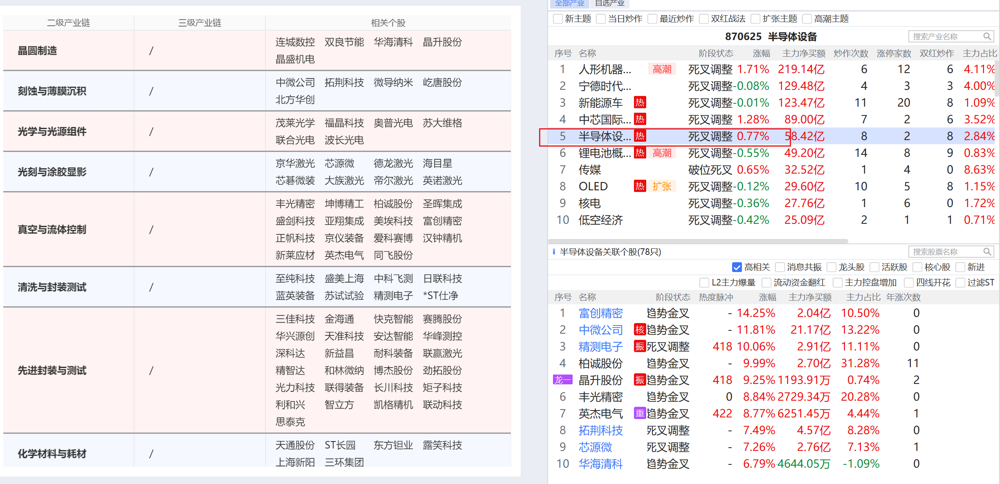 二级产业链 三级产业链 相关个股
晶圆制造 /
连城数控 双良节能 华海清科 晶升股份
晶盛机电
刻蚀与薄膜沉积 /
中微公司 拓荆科技 微导纳米 屹唐股份
北方华创
光学与光源组件 /
茂莱光学 福晶科技 奥普光电 苏大维格
联合光电 波长光电
光刻与涂胶显影 /
京华激光 芯源微 德龙激光 海目星
芯碁微装 大族激光 帝尔激光 英诺激光
真空与流体控制 /
丰光精密 坤博精工 柏诚股份 圣晖集成
盛剑科技 亚翔集成 美埃科技 富创精密
正帆科技 京仪装备 爱科赛博 汉钟精机
新莱应材 英杰电气 同飞股份
清洗与封装测试 /
至纯科技 盛美上海 中科飞测 日联科技
蓝英装备 苏试试验 精测电子 *ST仕净
先进封装与测试 /
三佳科技 金海通 快克智能 赛腾股份
华兴源创 天准科技 安达智能 华峰测控
深科达 新益昌 耐科装备 联赢激光
精智达 和林微纳 博杰股份 劲拓股份
光力科技 联得装备 长川科技 矩子科技
利和兴 智立方 凯格精机 联动科技
思泰克
化学材料与耗材 /
天通股份 ST长园 东方钽业 露笑科技
上海新阳 三环集团
全部产业 自选产业
新主题 当日炒作 最近炒作 双红战法 扩张主题 高潮主题
870625 半导体设备 搜索产业名称
序号 名称 阶段状态 涨幅 主力净买额 炒作次数 涨停家数 双红炒作 主力占比
1 人形机器... 高潮 死叉调整 1.71% 219.14亿 6 12 6 4.11%
2 宁德时代... 死叉调整 -0.08% 129.48亿 4 3 3 4.00%
3 新能源车 热 死叉调整 -0.01% 123.47亿 11 20 8 1.09%
4 中芯国际... 热 死叉调整 1.28% 89.00亿 7 2 6 3.52%
5 半导体设... 热 死叉调整 0.77% 58.42亿 8 2 8 2.84%
6 锂电池概... 热 高潮 死叉调整 -0.55% 49.20亿 14 8 9 0.83%
7 传媒 破位死叉 0.65% 32.52亿 1 4 0 8.63%
8 OLED 热 扩张 死叉调整 -0.12% 29.60亿 10 5 8 1.15%
9 核电 死叉调整 -0.36% 27.76亿 1 6 0 1.72%
10 低空经济 死叉调整 -0.42% 25.09亿 2 1 1 0.71%
半导体设备关联个股(78只) 搜索股票名称
高相关 消息共振 龙头股 活跃股 核心股 新进
L2主力爆量 流动资金翻红 主力控盘增加 四线开花 过滤ST
序号 名称 阶段状态 热度脉冲 涨幅 主力净买额 主力占比 年涨次数
1 富创精密 趋势金叉 - 14.25% 2.04亿 10.50% 0
2 中微公司 核 趋势金叉 - 11.81% 21.17亿 13.22% 0
3 精测电子 振 死叉调整 418 10.06% 2.91亿 11.11% 0
4 柏诚股份 趋势金叉 - 9.99% 2.70亿 31.28% 11
龙一 晶升股份 振 趋势金叉 418 9.25% 1193.91万 0.74% 2
6 丰光精密 趋势金叉 0 8.84% 2729.34万 20.28% 0
7 英杰电气 重 趋势金叉 422 8.77% 6251.45万 4.44% 1
8 拓荆科技 死叉调整 - 7.49% 4.57亿 8.28% 0
9 芯源微 死叉调整 - 7.26% 2.76亿 7.13% 1
10 华海清科 趋势金叉 - 6.79% -4644.05万 -1.09% 0